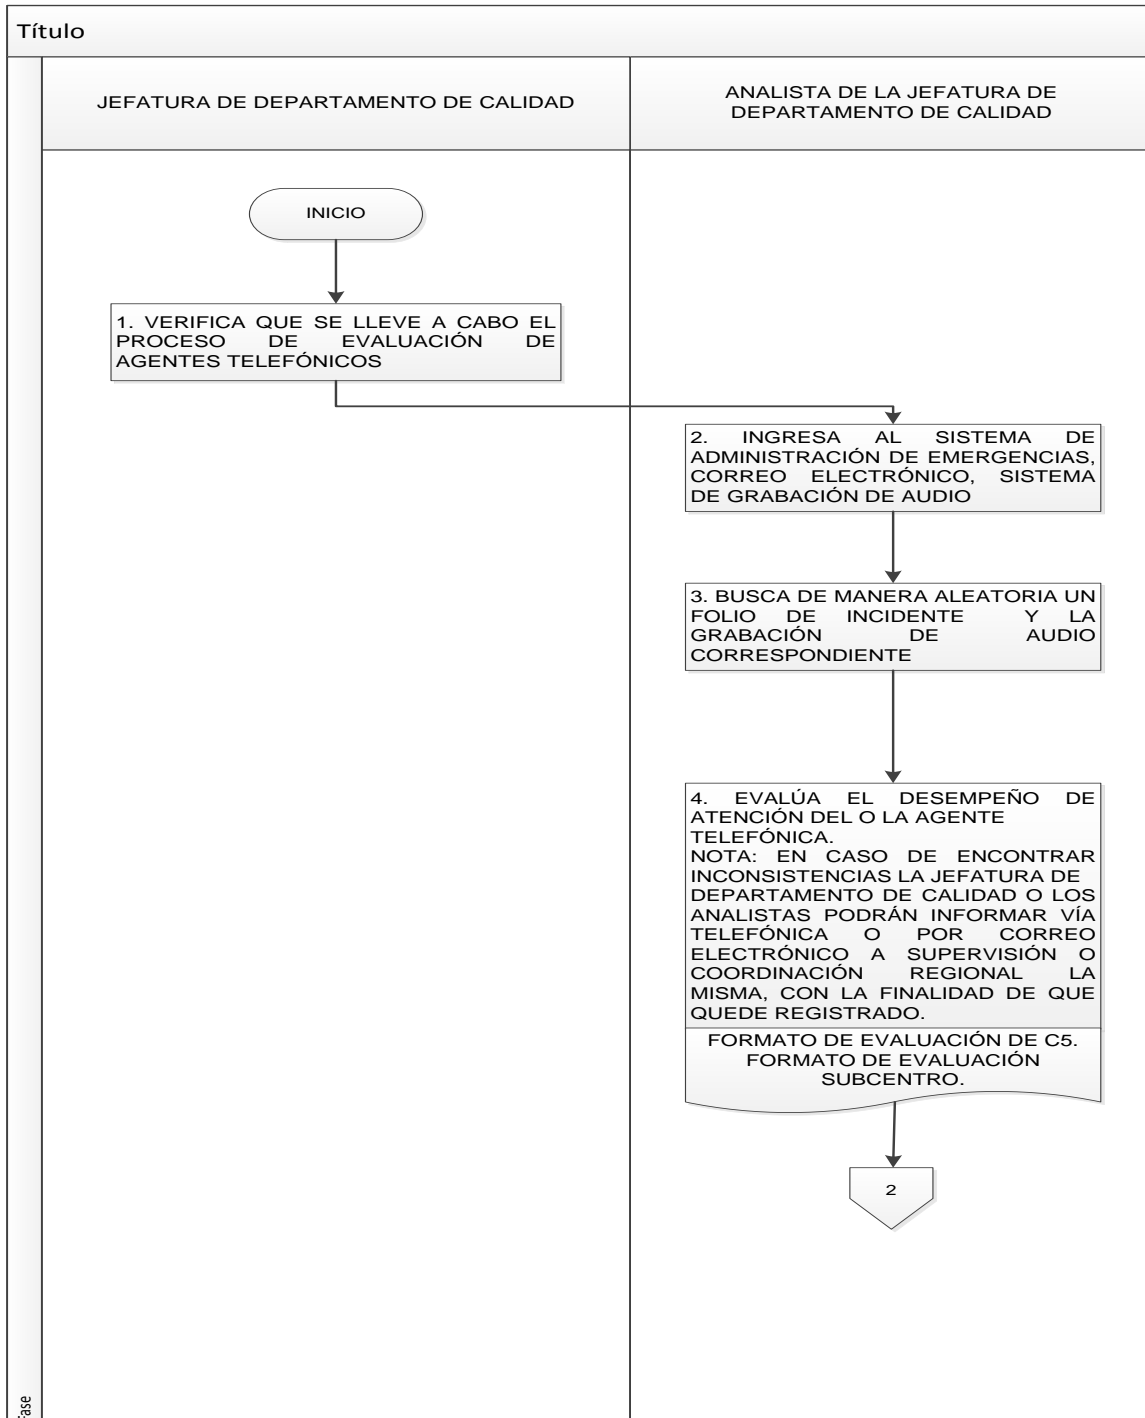 Título
JEFATURA DE DEPARTAMENTO DE CALIDAD
ANALISTA DE LA JEFATURA DE
DEPARTAMENTO DE CALIDAD
INICIO
1. VERIFICA QUE SE LLEVE A CABO EL
PROCESO DE EVALUACIÓN DE
AGENTES TELEFÓNICOS
2. INGRESA AL SISTEMA DE
ADMINISTRACIÓN DE EMERGENCIAS,
CORREO ELECTRÓNICO, SISTEMA
DE GRABACIÓN DE AUDIO
3. BUSCA DE MANERA ALEATORIA UN
FOLIO DE INCIDENTE Y LA
GRABACIÓN DE AUDIO
CORRESPONDIENTE
4. EVALÚA EL DESEMPEÑO DE
ATENCIÓN DEL O LA AGENTE
TELEFÓNICA.
NOTA: EN CASO DE ENCONTRAR
INCONSISTENCIAS LA JEFATURA DE
DEPARTAMENTO DE CALIDAD O LOS
ANALISTAS PODRÁN INFORMAR VÍA
TELEFÓNICA O POR CORREO
ELECTRÓNICO A SUPERVISIÓN O
COORDINACIÓN REGIONAL LA
MISMA, CON LA FINALIDAD DE QUE
QUEDE REGISTRADO.
FORMATO DE EVALUACIÓN DE C5.
FORMATO DE EVALUACIÓN
SUBCENTRO.
2
Fase